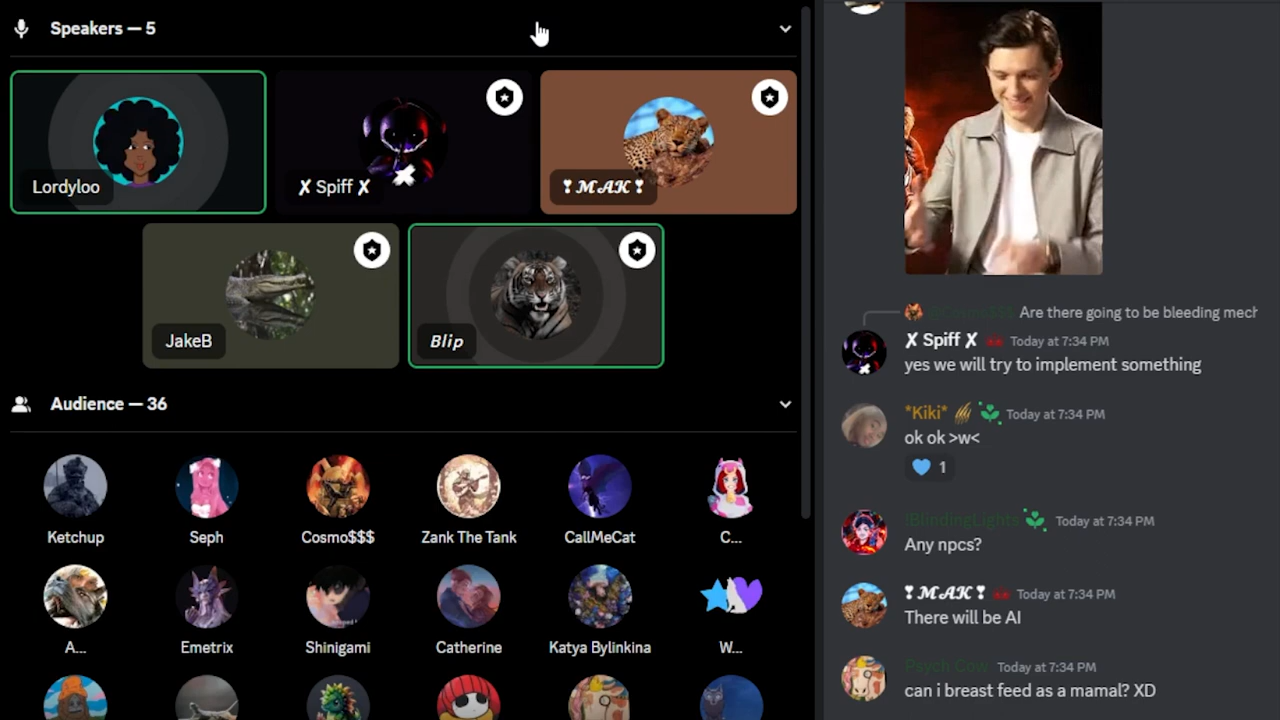 Speakers — 5
Lordyloo
✗ Spiff ✗
❣ 𝓜𝓐𝓚 ❣
JakeB
Blip
Audience — 36
Ketchup
Seph
Cosmo$$$
Zank The Tank
CallMeCat
C...
A...
Emetrix
Shinigami
Catherine
Katya Bylinkina
W...
@Cosmo$$$ Are there going to be bleeding mech
✗ Spiff ✗ Today at 7:34 PM
yes we will try to implement something
*Kiki* Today at 7:34 PM
ok ok >w<
1
!BlindingLights Today at 7:34 PM
Any npcs?
❣ 𝓜𝓐𝓚 ❣ Today at 7:34 PM
There will be AI
Psych Cow Today at 7:34 PM
can i breast feed as a mamal? XD